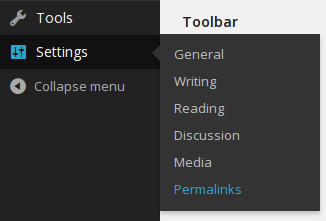 Tools
Settings
Collapse menu
Toolbar
General
Writing
Reading
Discussion
Media
Permalinks